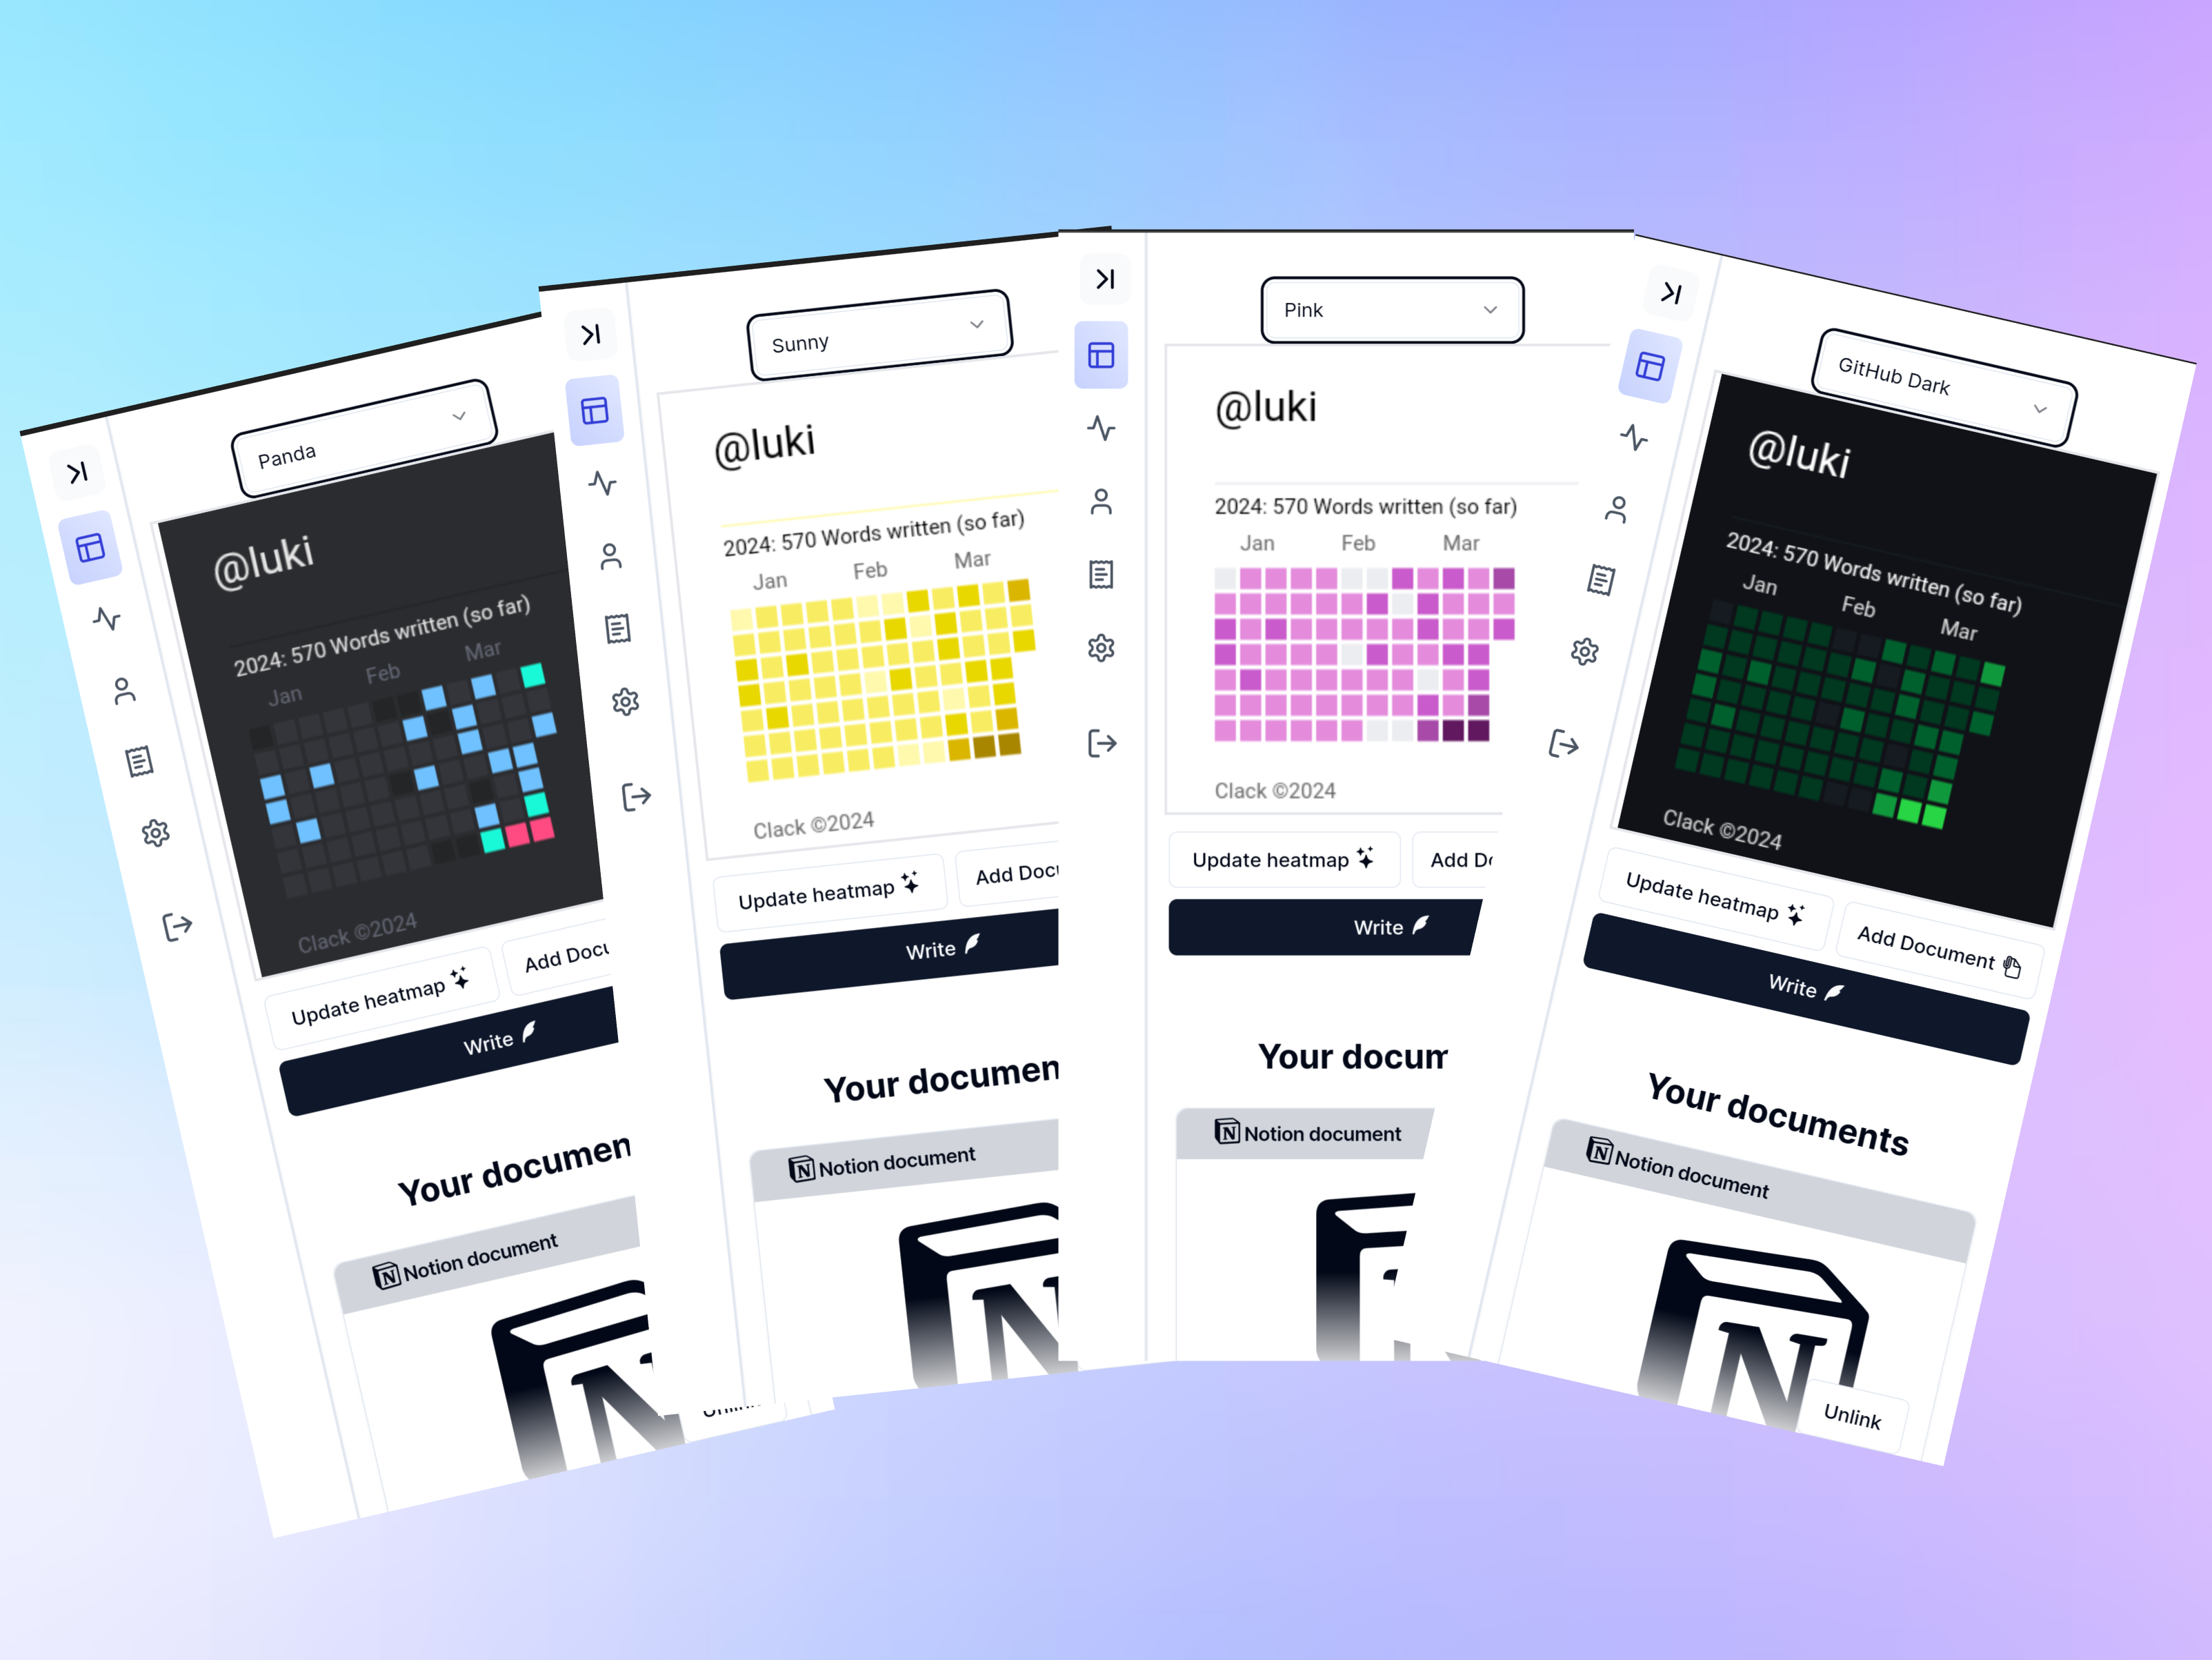 Panda
@luki
2024: 570 Words written (so far)
Jan Feb Mar
Clack ©2024
Update heatmap Add Docu
Write
Your documen
Notion document
N
Sunny
@luki
2024: 570 Words written (so far)
Jan Feb Mar
Clack ©2024
Update heatmap Add Docu
Write
Your documen
Notion document
N
Pink
@luki
2024: 570 Words written (so far)
Jan Feb Mar
Clack ©2024
Update heatmap Add Do
Write
Your docum
Notion document
GitHub Dark
@luki
2024: 570 Words written (so far)
Jan Feb Mar
Clack ©2024
Update heatmap Add Document
Write
Your documents
Notion document
N
Unlink